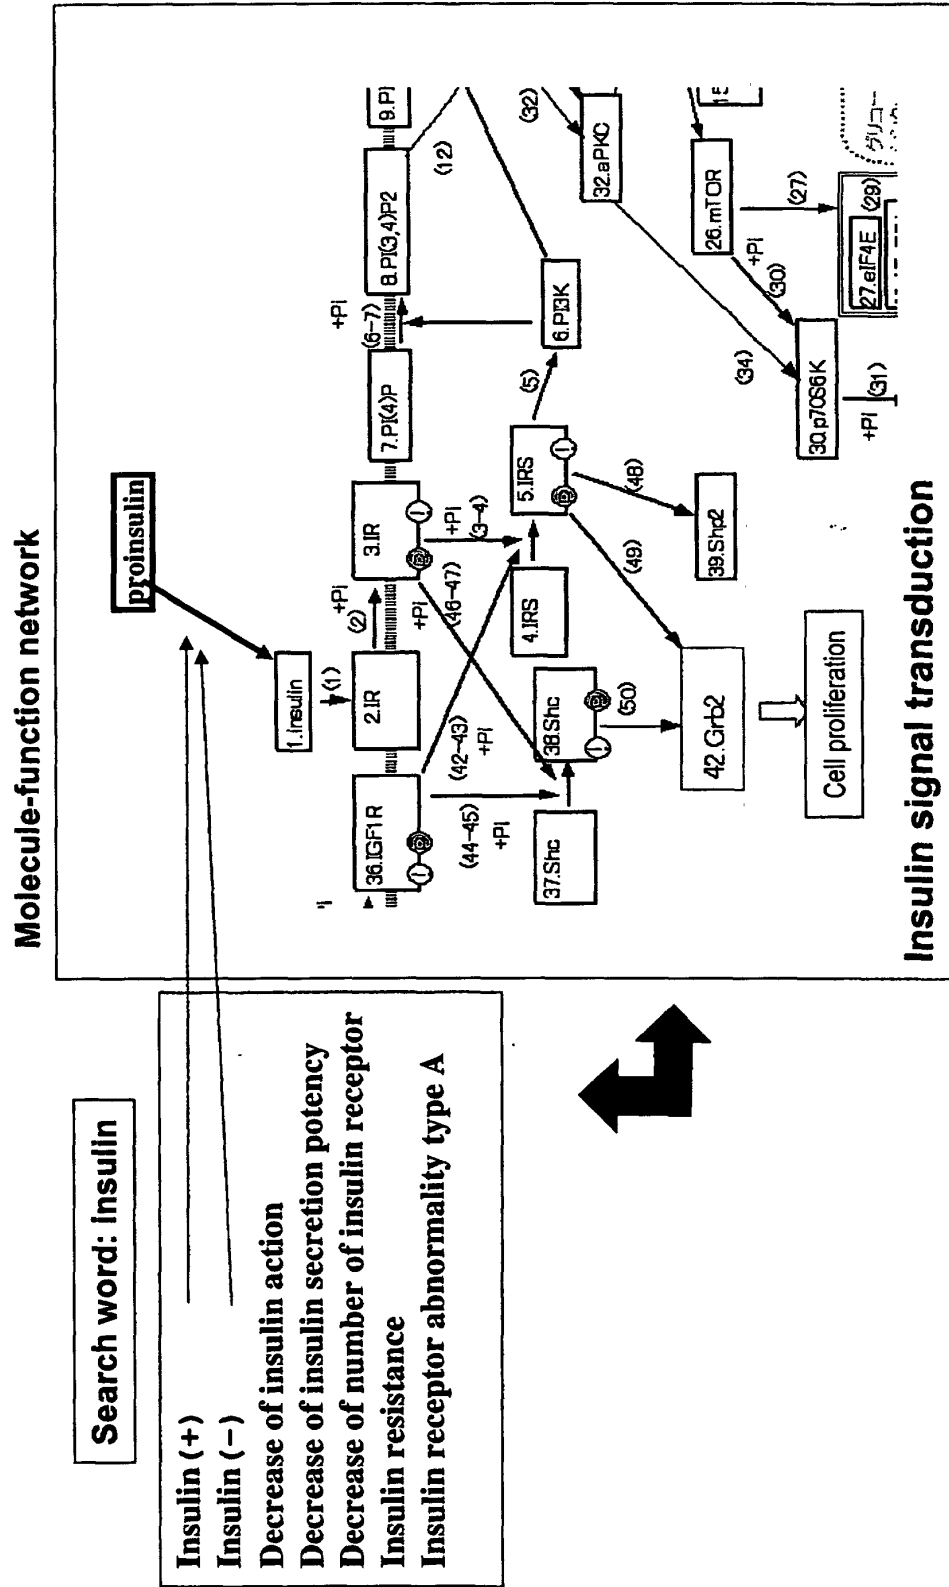 Molecule-function network
Search word: Insulin
Insulin (+)
Insulin (−)
Decrease of insulin action
Decrease of insulin secretion potency
Decrease of number of insulin receptor
Insulin resistance
Insulin receptor abnormality type A
proinsulin
1.Insulin
(1)
36.IGF1R
2.IR
+Pi
(2)
3.IR
7.PI(4)P
+Pi
(6-7)
8.PI(3,4)P2
9.PI
(12)
(44-45)
+Pi
(42-43)
+Pi
+Pi
(46-47)
+Pi
(3-4)
37.Shc
38.Shc
4.IRS
5.IRS
(5)
6.PI3K
(32)
32.aPKC
(50)
(49)
(48)
(34)
42.Grb2
39.Shp2
26.mTOR
+Pi
(30)
(27)
30.p70S6K
+Pi
(31)
27.eIF4E
(29)
グリコー
Cell proliferation
Insulin signal transduction